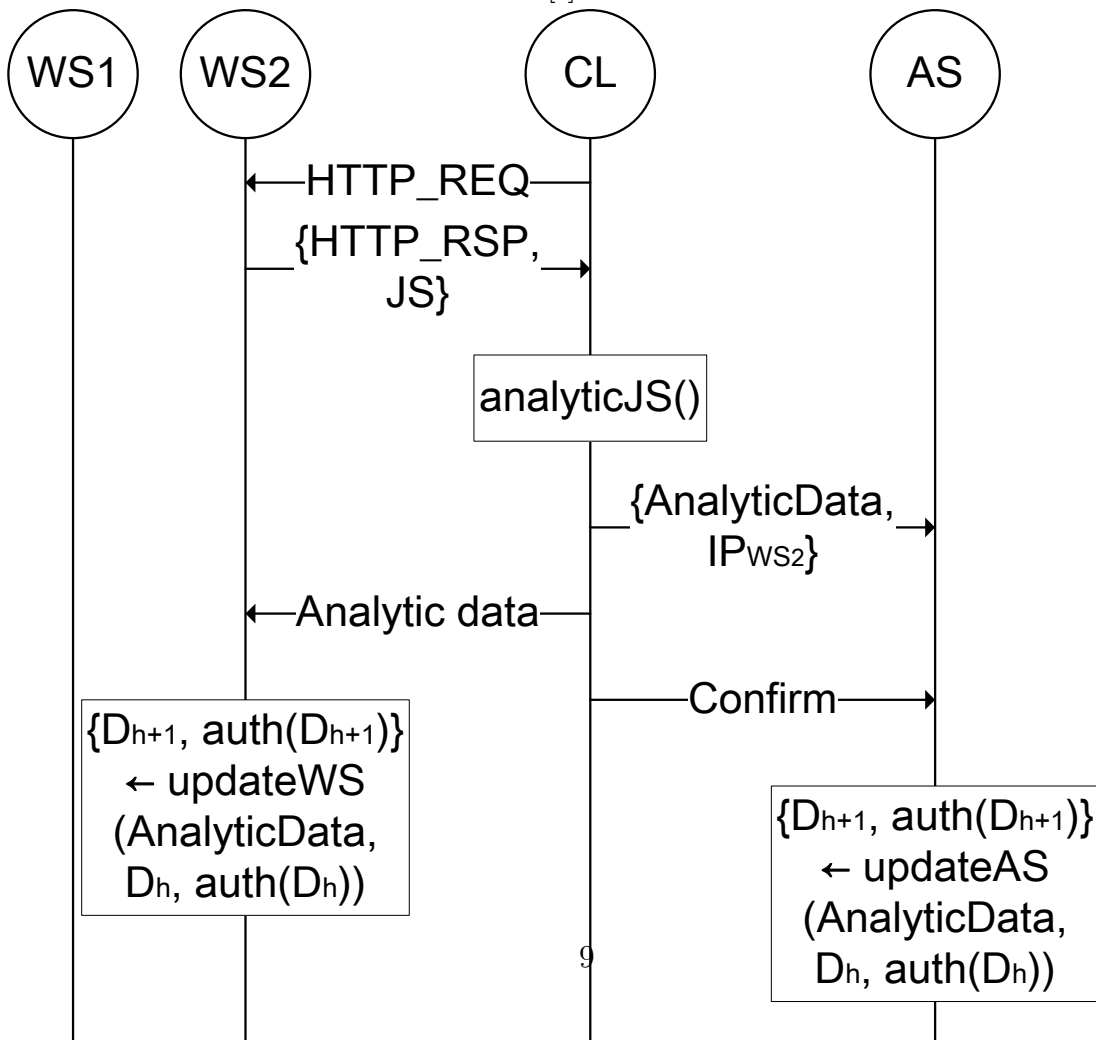 WS1 WS2 CL AS
HTTP_REQ
{HTTP_RSP,
JS}
analyticJS()
{AnalyticData,
IPWS2}
Analytic data
Confirm
{Dh+1, auth(Dh+1)}
← updateWS
(AnalyticData,
Dh, auth(Dh))
{Dh+1, auth(Dh+1)}
← updateAS
(AnalyticData,
Dh, auth(Dh))
9